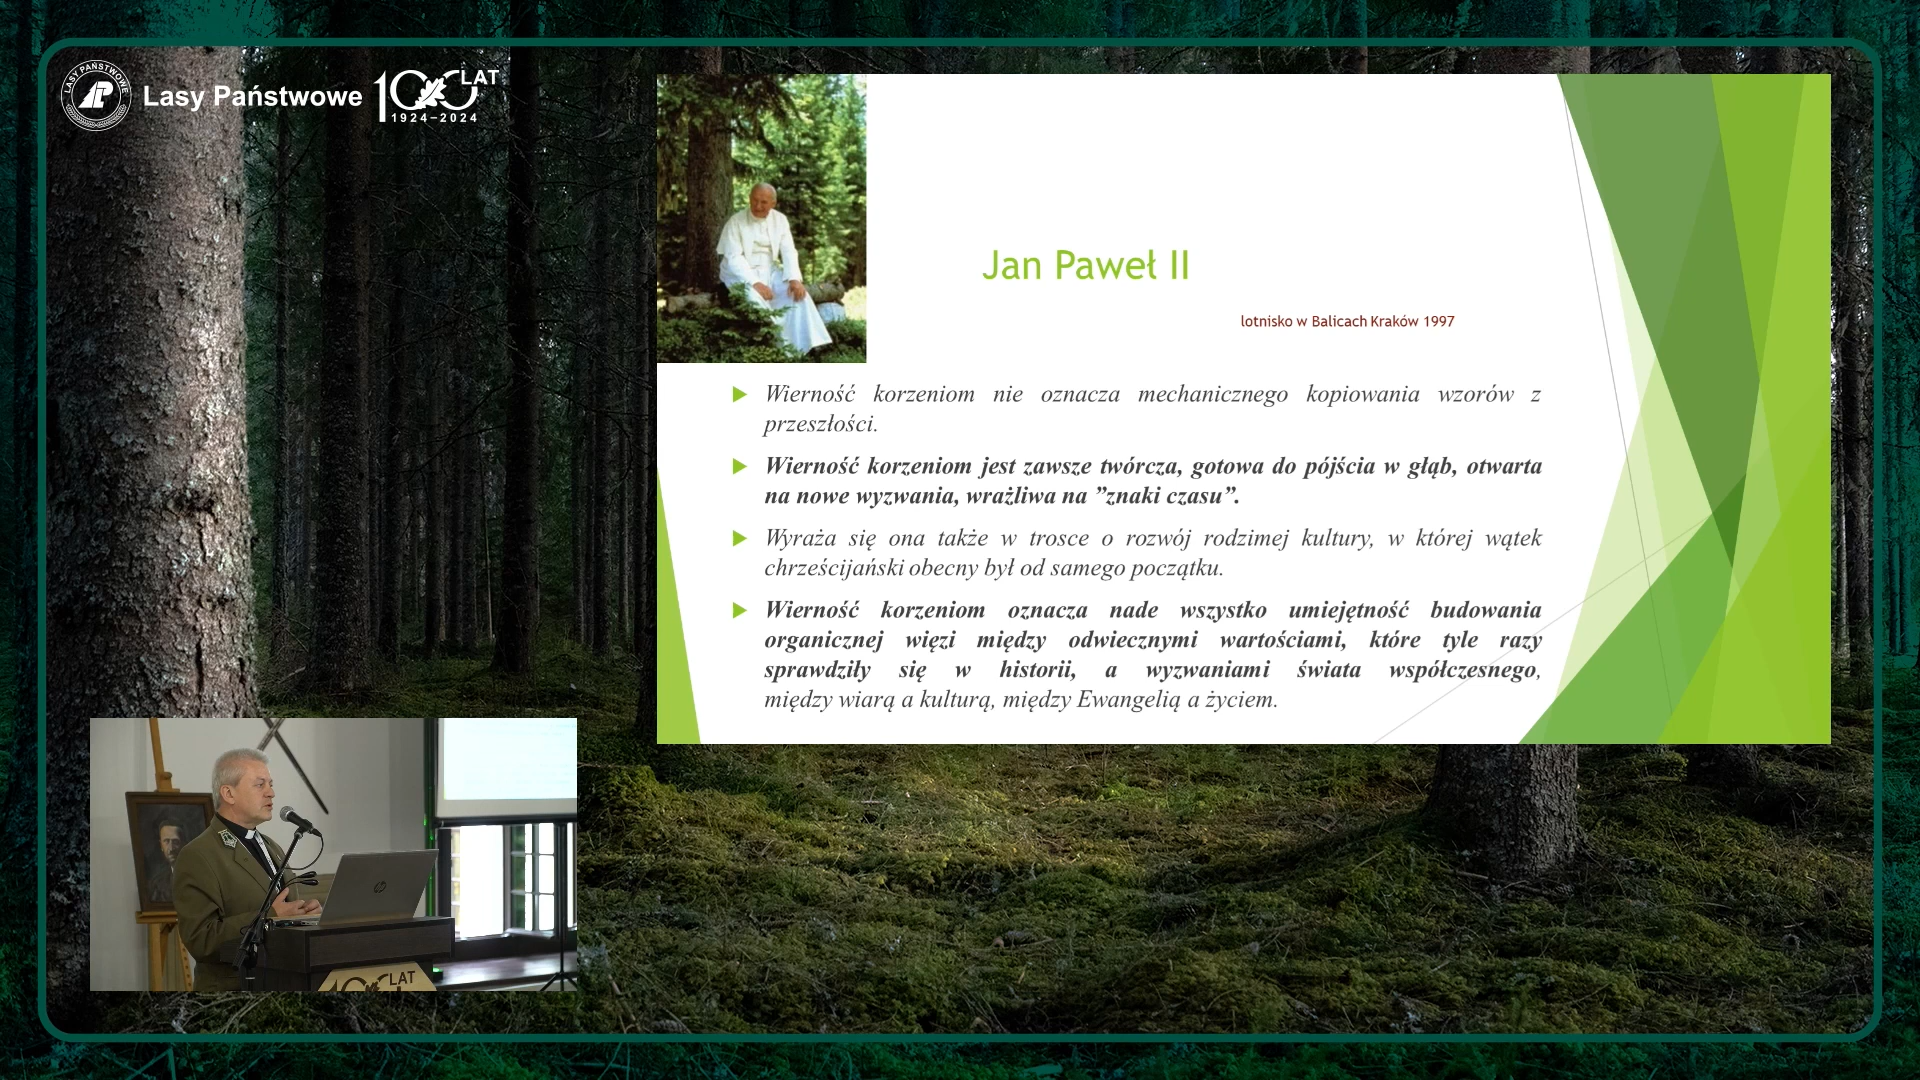 LASY PAŃSTWOWE
Lasy Państwowe
100 LAT
1924–2024
Jan Paweł II
lotnisko w Balicach Kraków 1997
Wierność korzeniom nie oznacza mechanicznego kopiowania wzorów z
przeszłości.
Wierność korzeniom jest zawsze twórcza, gotowa do pójścia w głąb, otwarta
na nowe wyzwania, wrażliwa na ”znaki czasu”.
Wyraża się ona także w trosce o rozwój rodzimej kultury, w której wątek
chrześcijański obecny był od samego początku.
Wierność korzeniom oznacza nade wszystko umiejętność budowania
organicznej więzi między odwiecznymi wartościami, które tyle razy
sprawdziły się w historii, a wyzwaniami świata współczesnego,
między wiarą a kulturą, między Ewangelią a życiem.
hp
100 LAT